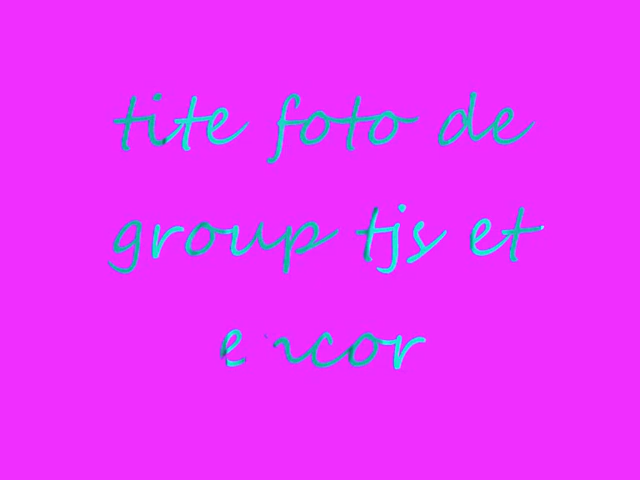 tite foto de
group tjs et
encor